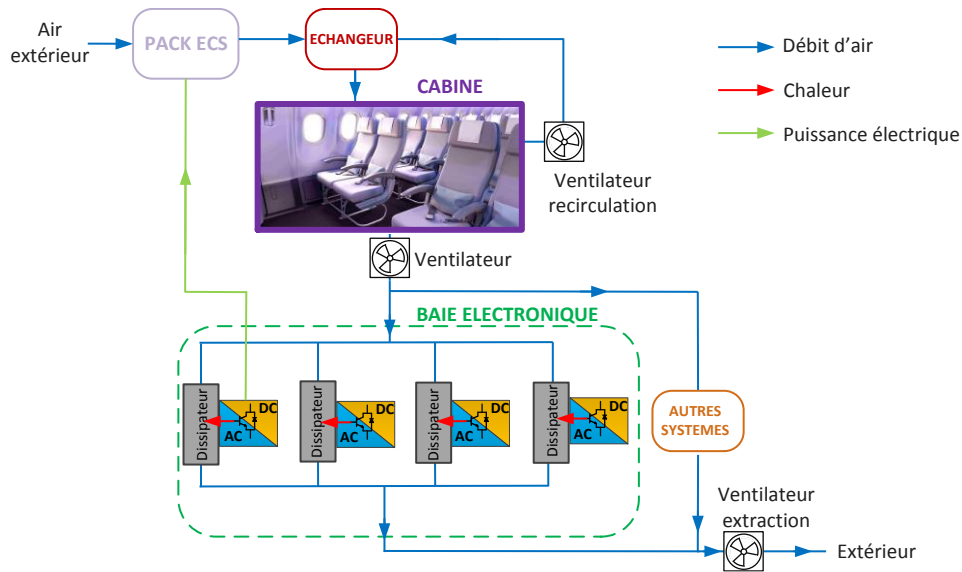 Air
extérieur
PACK ECS
ECHANGEUR
Débit d'air
Chaleur
Puissance électrique
CABINE
Ventilateur
recirculation
Ventilateur
BAIE ELECTRONIQUE
Dissipateur
DC
AC
Dissipateur
DC
AC
Dissipateur
DC
AC
Dissipateur
DC
AC
AUTRES
SYSTEMES
Ventilateur
extraction
Extérieur